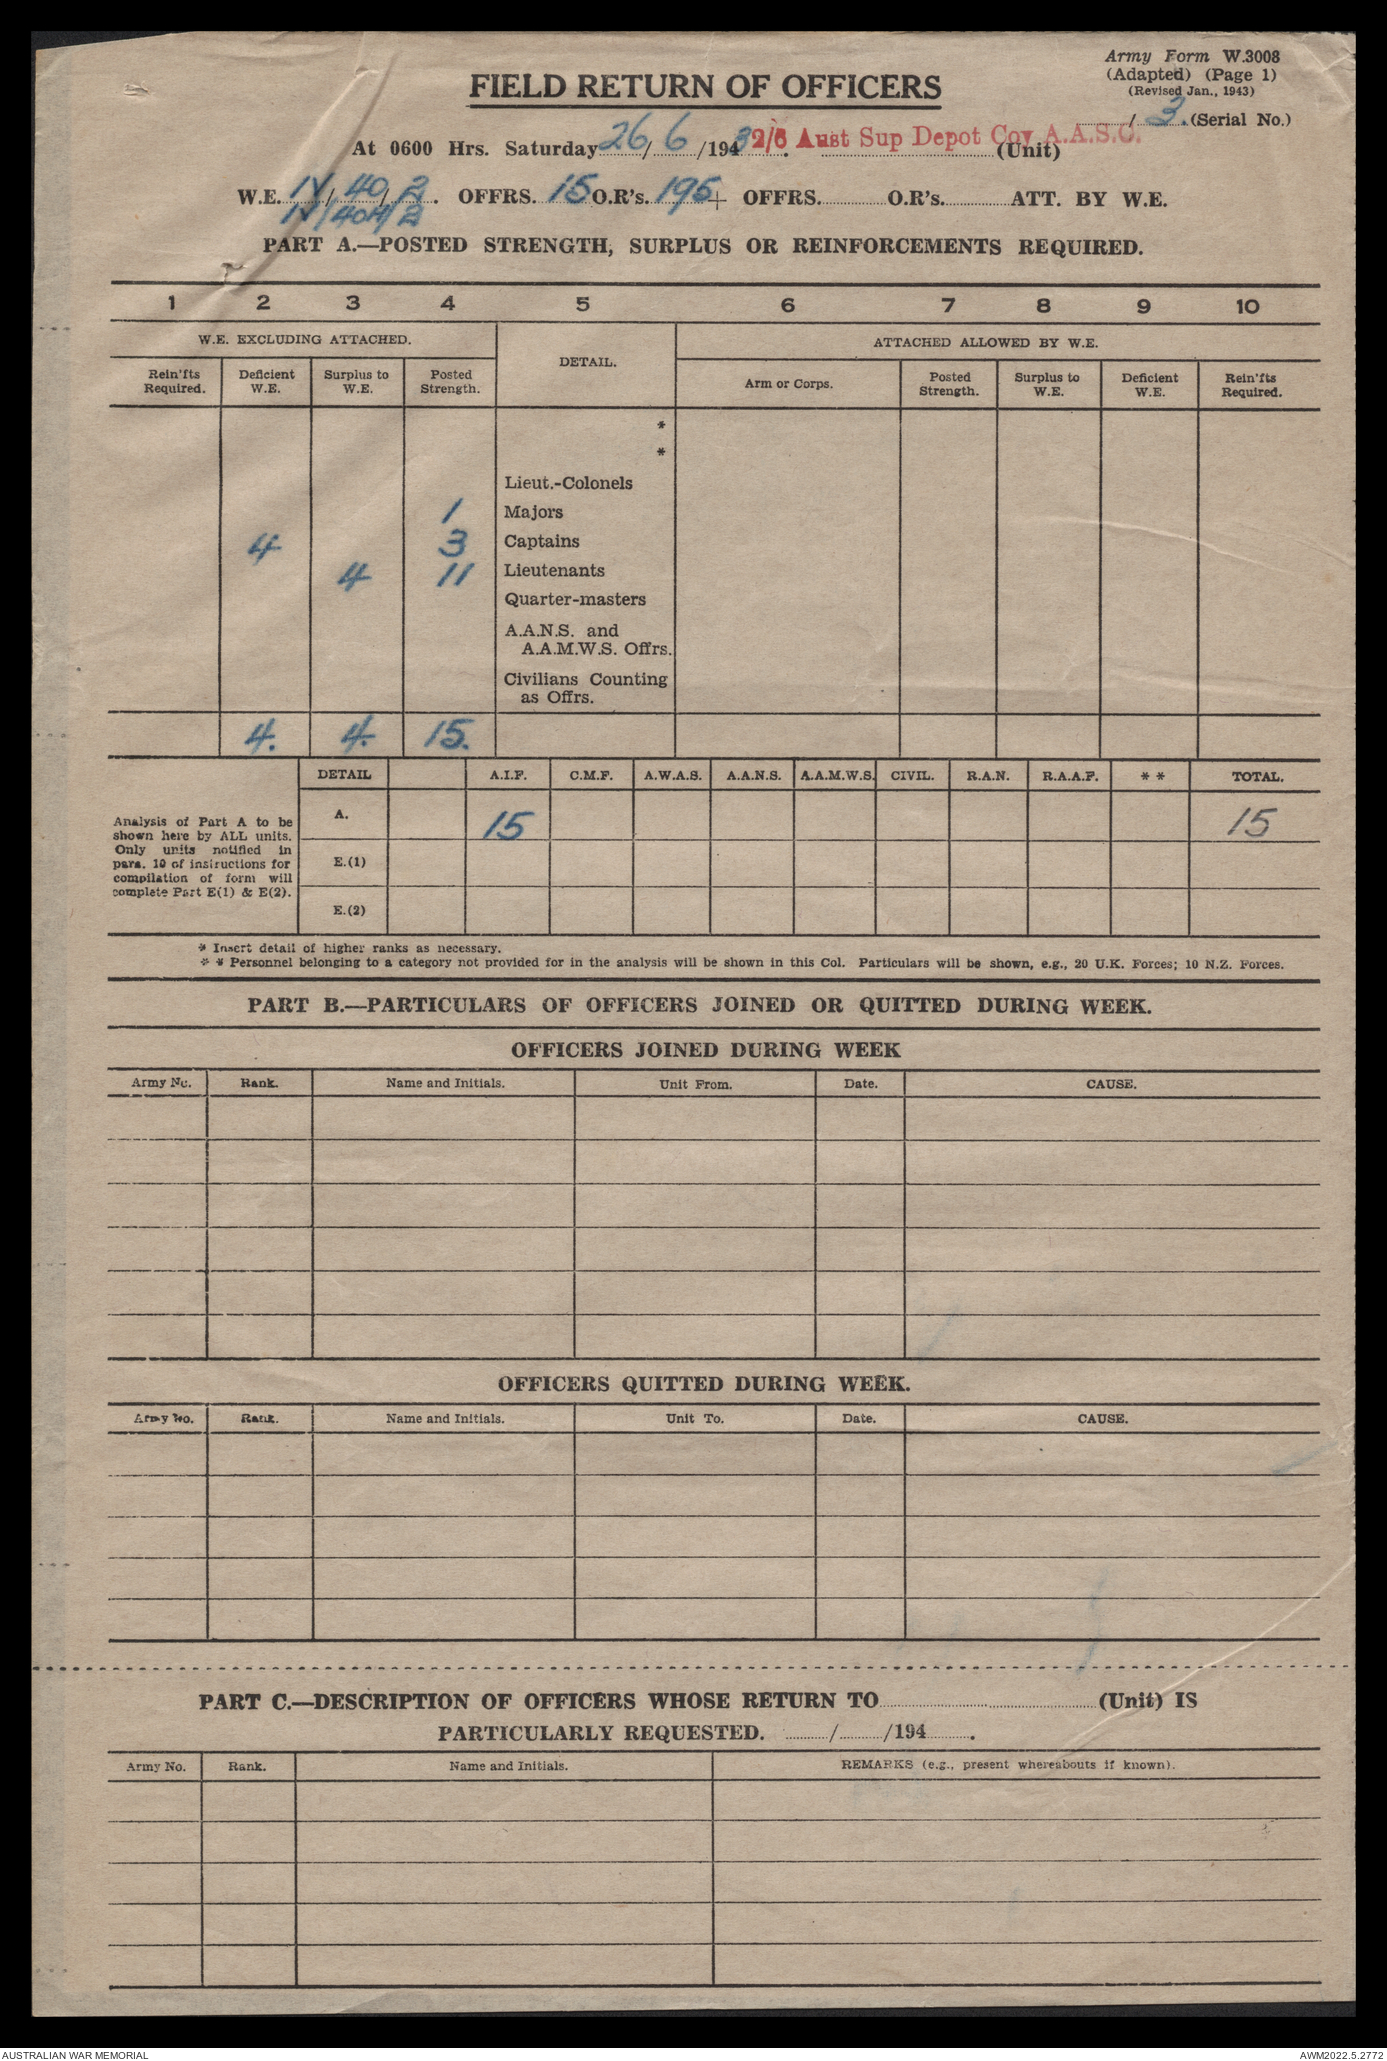 Army Form W.3008
(Adapted) (Page 1)
(Revised Jan., 1943)
FIELD RETURN OF OFFICERS
/ 3. (Serial No.)
At 0600 Hrs. Saturday 26/ 6 /1943. Aust Sup Depot Coy A.A.S.C. (Unit)
W.E. IV/ 40/ 2. OFFRS. 15 O.R's. 195+ OFFRS. O.R's. ATT. BY W.E.
IV/40H/2
PART A.—POSTED STRENGTH, SURPLUS OR REINFORCEMENTS REQUIRED.
1 2 3 4 5 6 7 8 9 10
W.E. EXCLUDING ATTACHED. DETAIL. ATTACHED ALLOWED BY W.E.
Rein'fts Required. Deficient W.E. Surplus to W.E. Posted Strength. Arm or Corps. Posted Strength. Surplus to W.E. Deficient W.E. Rein'fts Required.
*
*
Lieut.-Colonels
1 Majors
4 3 Captains
4 11 Lieutenants
Quarter-masters
A.A.N.S. and
A.A.M.W.S. Offrs.
Civilians Counting
as Offrs.
4. 4. 15.
DETAIL A.I.F. C.M.F. A.W.A.S. A.A.N.S. A.A.M.W.S. CIVIL. R.A.N. R.A.A.F. * * TOTAL.
Analysis of Part A to be
shown here by ALL units.
Only units notified in
para. 10 of instructions for
compilation of form will
complete Part E(1) & E(2).
A. 15 15
E.(1)
E.(2)
* Insert detail of higher ranks as necessary.
* * Personnel belonging to a category not provided for in the analysis will be shown in this Col. Particulars will be shown, e.g., 20 U.K. Forces; 10 N.Z. Forces.
PART B.—PARTICULARS OF OFFICERS JOINED OR QUITTED DURING WEEK.
OFFICERS JOINED DURING WEEK
Army No. Rank. Name and Initials. Unit From. Date. CAUSE.
OFFICERS QUITTED DURING WEEK.
Army No. Rank. Name and Initials. Unit To. Date. CAUSE.
PART C.—DESCRIPTION OF OFFICERS WHOSE RETURN TO (Unit) IS
PARTICULARLY REQUESTED. / /194 .
Army No. Rank. Name and Initials. REMARKS (e.g., present whereabouts if known).
AUSTRALIAN WAR MEMORIAL AWM2022.5.2772